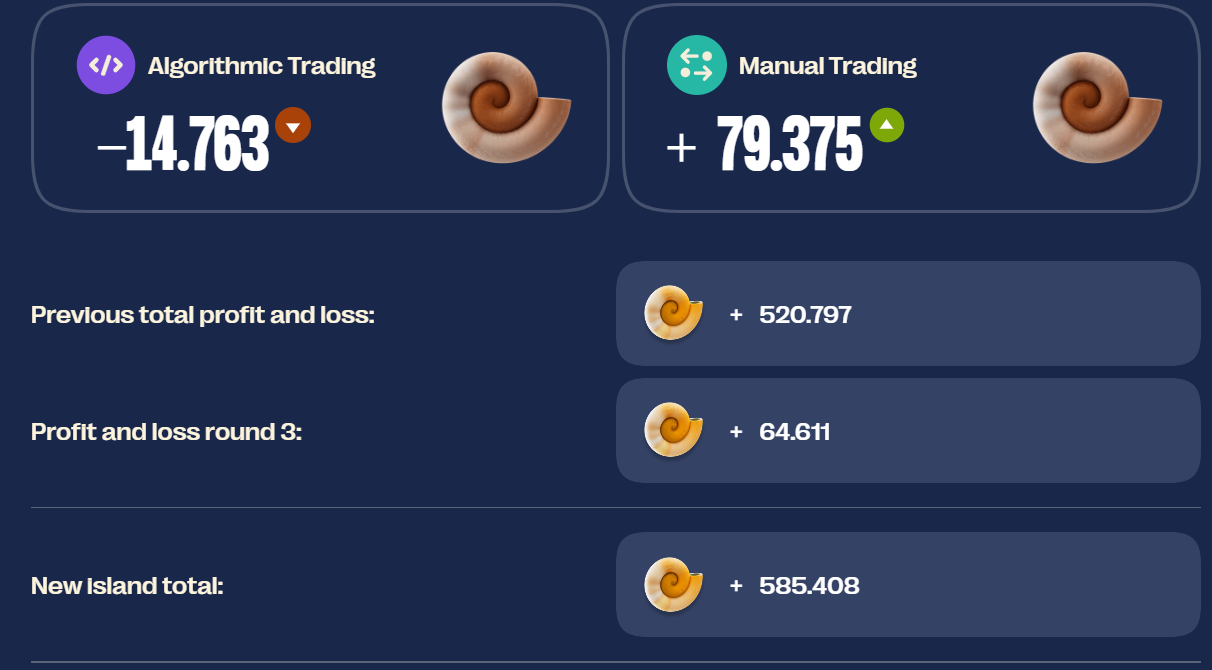 Algorithmic Trading
–14.763
Manual Trading
+ 79.375
Previous total profit and loss:
+ 520.797
Profit and loss round 3:
+ 64.611
New island total:
+ 585.408